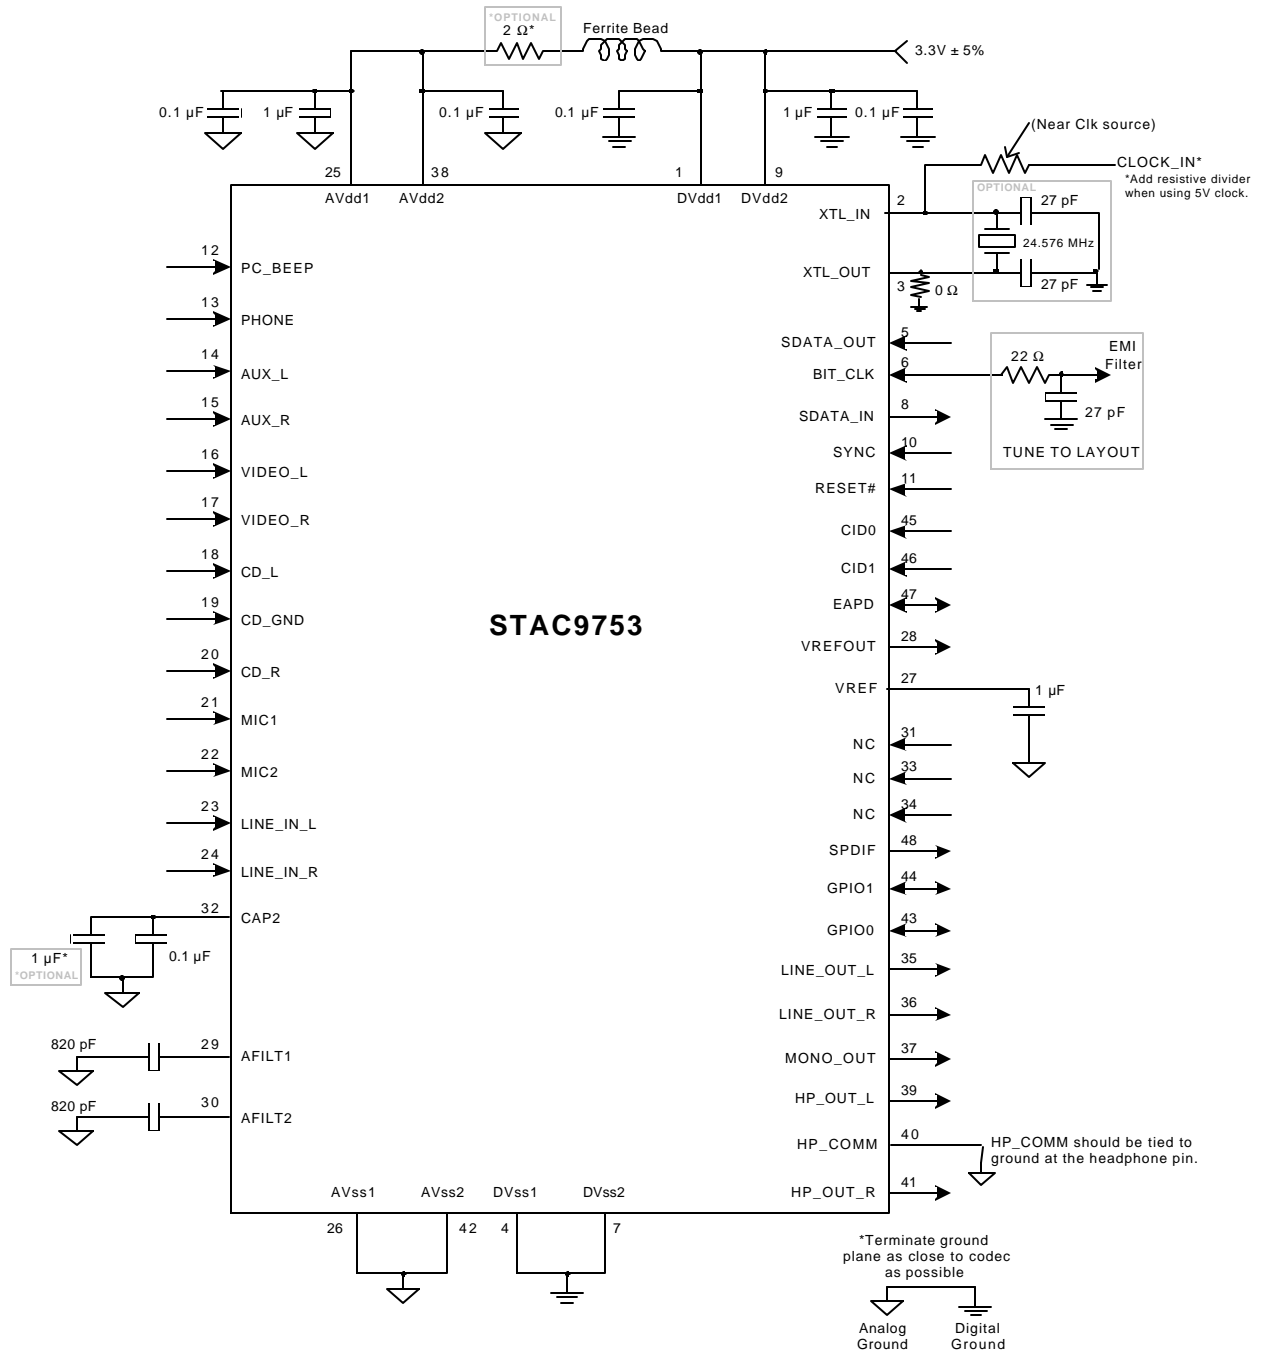 *OPTIONAL
2 Ω*
Ferrite Bead
3.3V ± 5%
0.1 µF
1 µF
0.1 µF
0.1 µF
1 µF
0.1 µF
(Near Clk source)
CLOCK_IN*
*Add resistive divider
when using 5V clock.
25
38
1
9
AVdd1
AVdd2
DVdd1
DVdd2
2
XTL_IN
OPTIONAL
27 pF
24.576 MHz
27 pF
XTL_OUT
3
0 Ω
12
PC_BEEP
13
PHONE
14
AUX_L
15
AUX_R
16
VIDEO_L
17
VIDEO_R
18
CD_L
19
CD_GND
20
CD_R
21
MIC1
22
MIC2
23
LINE_IN_L
24
LINE_IN_R
32
CAP2
1 µF*
*OPTIONAL
0.1 µF
820 pF
29
AFILT1
820 pF
30
AFILT2
STAC9753
SDATA_OUT
5
BIT_CLK
6
22 Ω
EMI
Filter
27 pF
TUNE TO LAYOUT
SDATA_IN
8
SYNC
10
RESET#
11
CID0
45
CID1
46
EAPD
47
VREFOUT
28
VREF
27
1 µF
NC
31
NC
33
NC
34
SPDIF
48
GPIO1
44
GPIO0
43
LINE_OUT_L
35
LINE_OUT_R
36
MONO_OUT
37
HP_OUT_L
39
HP_COMM
40
HP_COMM should be tied to
ground at the headphone pin.
HP_OUT_R
41
AVss1
AVss2
DVss1
DVss2
26
42
4
7
*Terminate ground
plane as close to codec
as possible
Analog
Ground
Digital
Ground